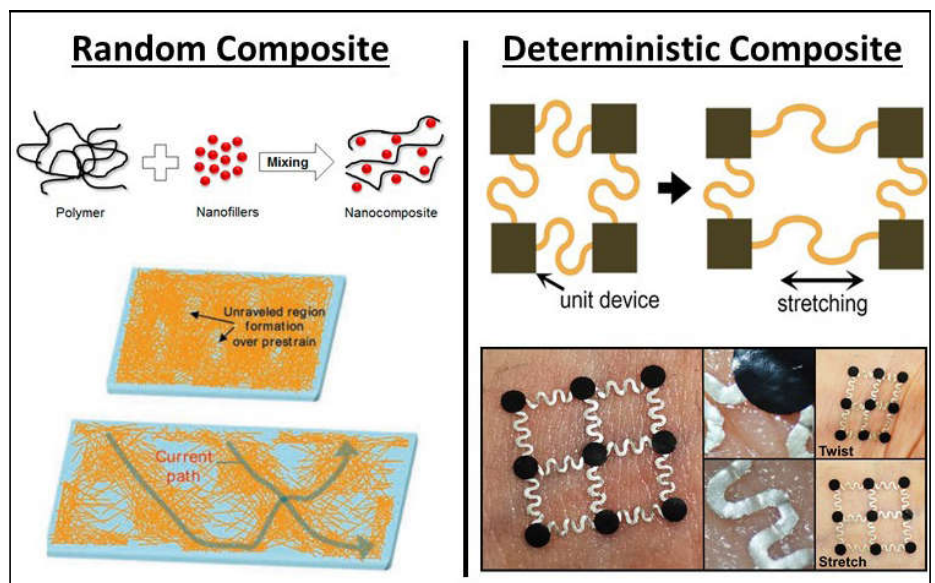 Random Composite
Mixing
Polymer
Nanofillers
Nanocomposite
Unraveled region
formation
over prestrain
Current
path
Deterministic Composite
unit device
stretching
Twist
Stretch